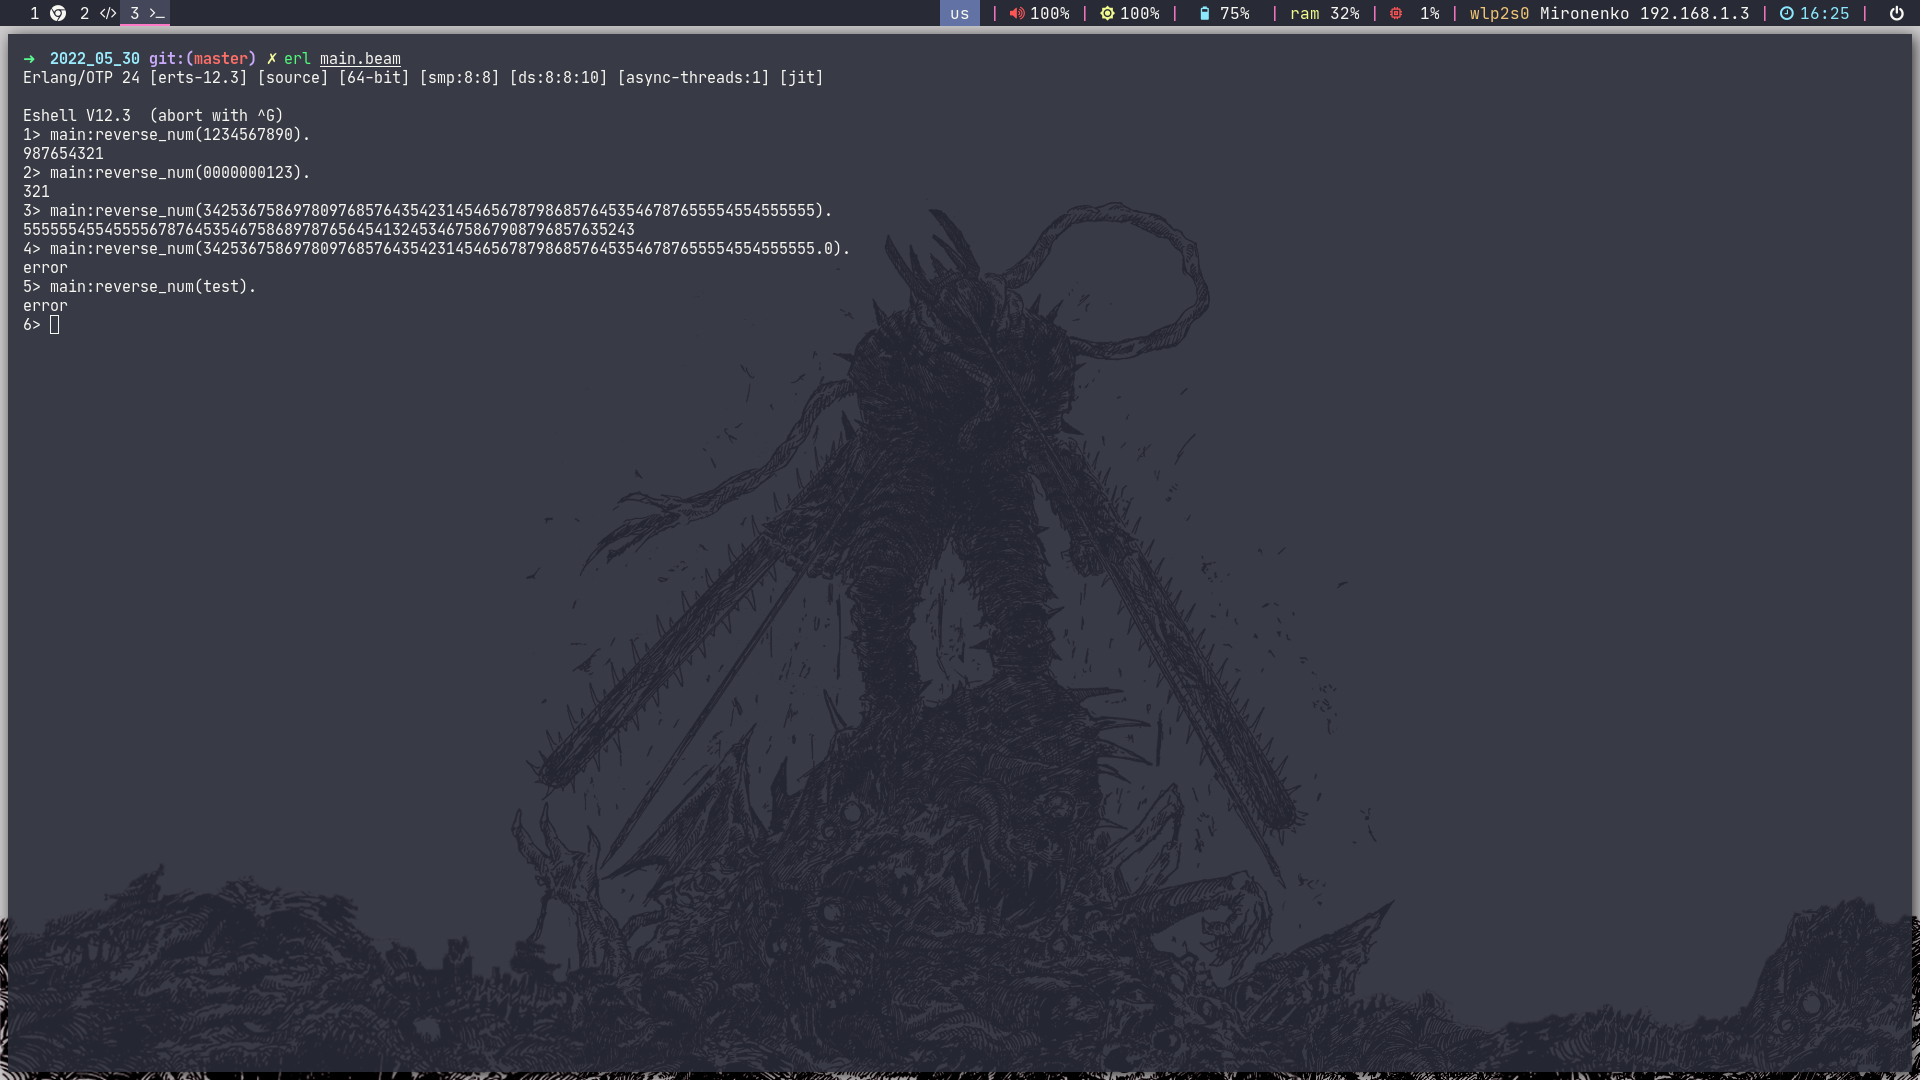 1 2 </> 3 >_ us | 100% | 100% | 75% | ram 32% | 1% | wlp2s0 Mironenko 192.168.1.3 | 16:25 |
➜ 2022_05_30 git:(master) ✗ erl main.beam
Erlang/OTP 24 [erts-12.3] [source] [64-bit] [smp:8:8] [ds:8:8:10] [async-threads:1] [jit]
Eshell V12.3  (abort with ^G)
1> main:reverse_num(1234567890).
987654321
2> main:reverse_num(0000000123).
321
3> main:reverse_num(34253675869780976857643542314546567879868576453546787655554554555555).
55555545545555678764535467586897876564541324534675867908796857635243
4> main:reverse_num(34253675869780976857643542314546567879868576453546787655554554555555.0).
error
5> main:reverse_num(test).
error
6>